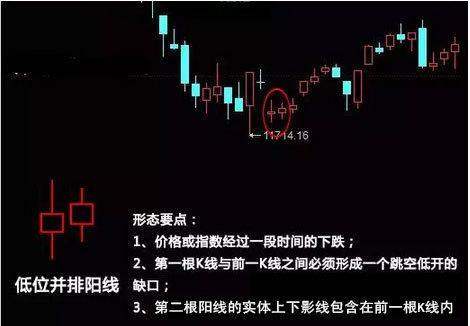 11714.16
形态要点：
1、价格或指数经过一段时间的下跌；
2、第一根K线与前一K线之间必须形成一个跳空低开的
缺口；
3、第二根阳线的实体上下影线包含在前一根K线内
低位并排阳线